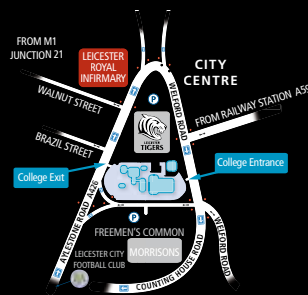 FROM M1
JUNCTION 21
LEICESTER
ROYAL
INFIRMARY
CITY
CENTRE
WALNUT STREET
P
WELFORD ROAD
FROM RAILWAY STATION A59
LEICESTER
TIGERS
BRAZIL STREET
College Exit
College Entrance
AYLESTONE ROAD A426
P
FREEMEN'S COMMON
MORRISONS
LEICESTER CITY
FOOTBALL CLUB
COUNTING HOUSE ROAD
WELFORD ROAD